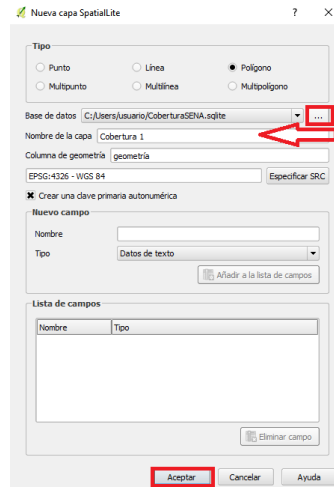 Nueva capa SpatialLite ? ×
Tipo
Punto Línea Polígono
Multipunto Multilínea Multipolígono
Base de datos C:/Users/usuario/CoberturaSENA.sqlite ...
Nombre de la capa Cobertura 1
Columna de geometría geometría
EPSG:4326 - WGS 84 Especificar SRC
Crear una clave primaria autonumérica
Nuevo campo
Nombre
Tipo Datos de texto
Añadir a la lista de campos
Lista de campos
Nombre Tipo
Eliminar campo
Aceptar Cancelar Ayuda